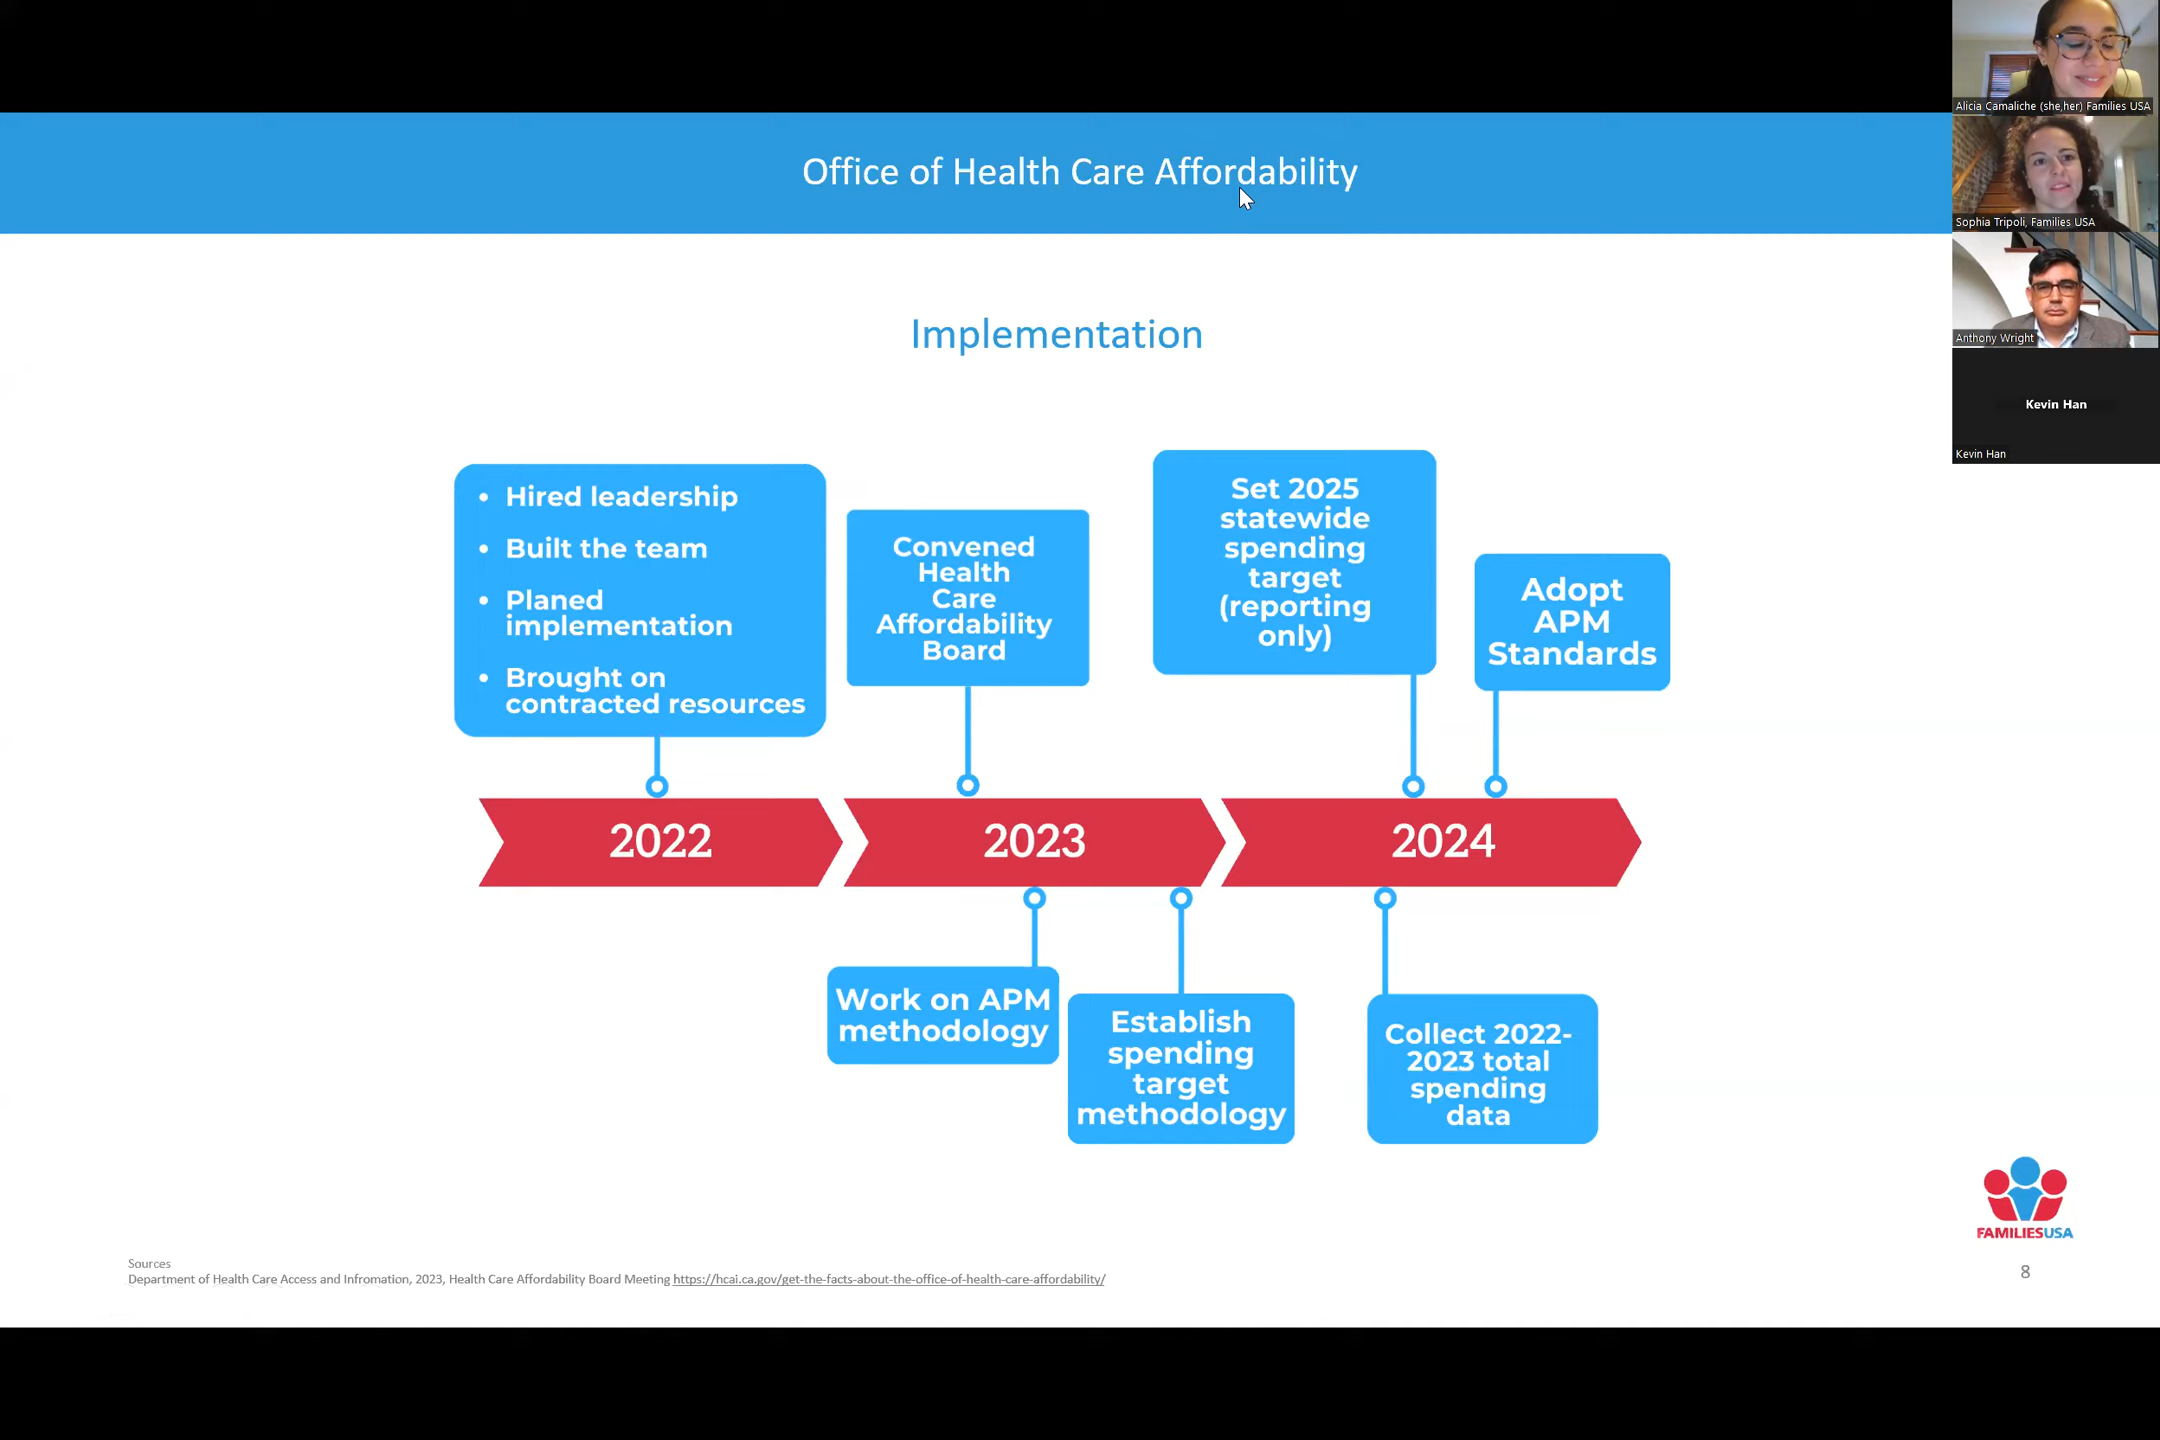 Office of Health Care Affordability
Implementation
• Hired leadership
• Built the team
• Planed
implementation
• Brought on
contracted resources
Convened
Health
Care
Affordability
Board
Set 2025
statewide
spending
target
(reporting
only)
Adopt
APM
Standards
2022
2023
2024
Work on APM
methodology
Establish
spending
target
methodology
Collect 2022-
2023 total
spending
data
Sources
Department of Health Care Access and Infromation, 2023, Health Care Affordability Board Meeting https://hcai.ca.gov/get-the-facts-about-the-office-of-health-care-affordability/
FAMILIESUSA
8
Alicia Camaliche (she,her) Families USA
Sophia Tripoli, Families USA
Anthony Wright
Kevin Han
Kevin Han